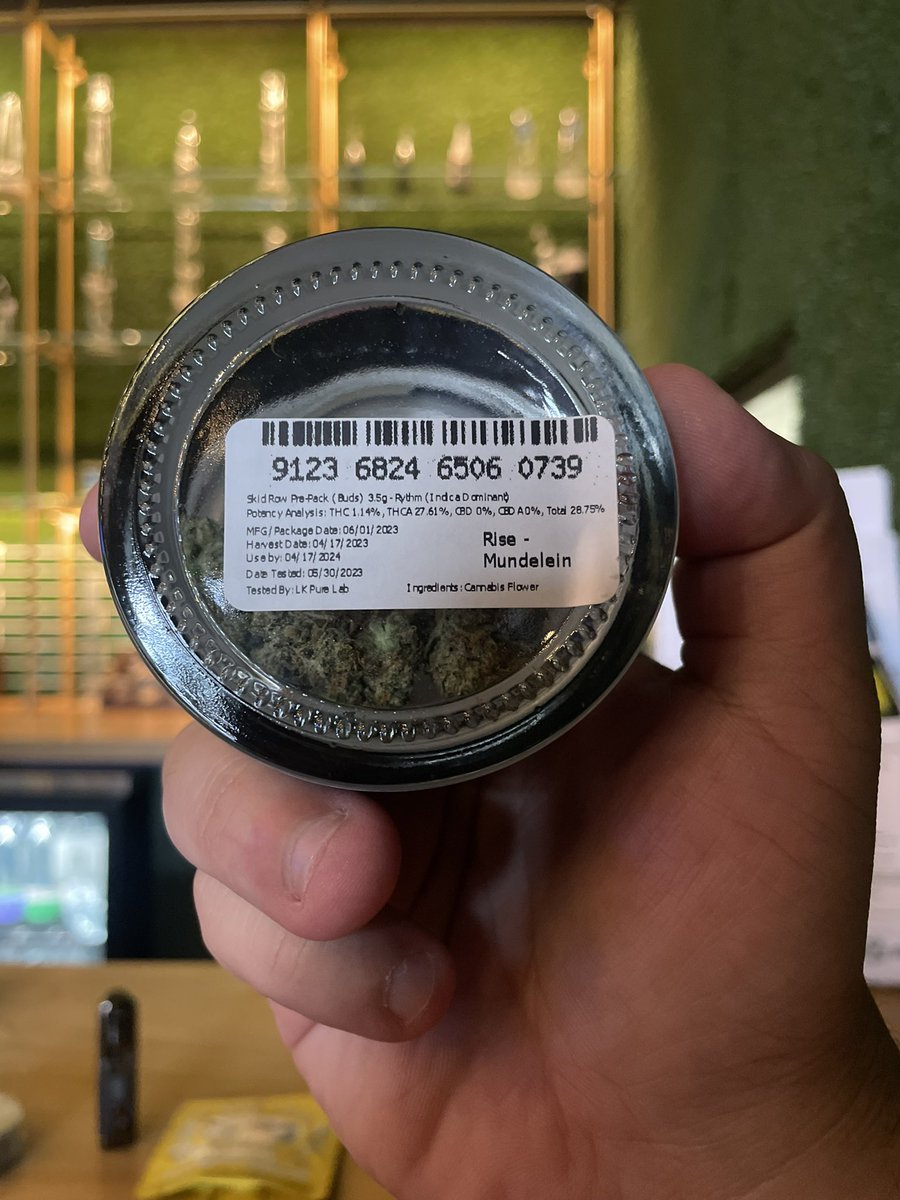 9123 6824 6506 0739
Skid Row Pre-Pack (Buds) 3.5g - Rythm (Indica Dominant)
Potency Analysis: THC 1.14%, THCA 27.61%, CBD 0%, CBDA 0%, Total 28.75%
MFG/Package Date: 06/01/2023
Harvest Date: 04/17/2023
Use by: 04/17/2024
Rise - 
Mundelein
Date Tested: 05/30/2023
Tested By: LK Pure Lab
Ingredients: Cannabis Flower